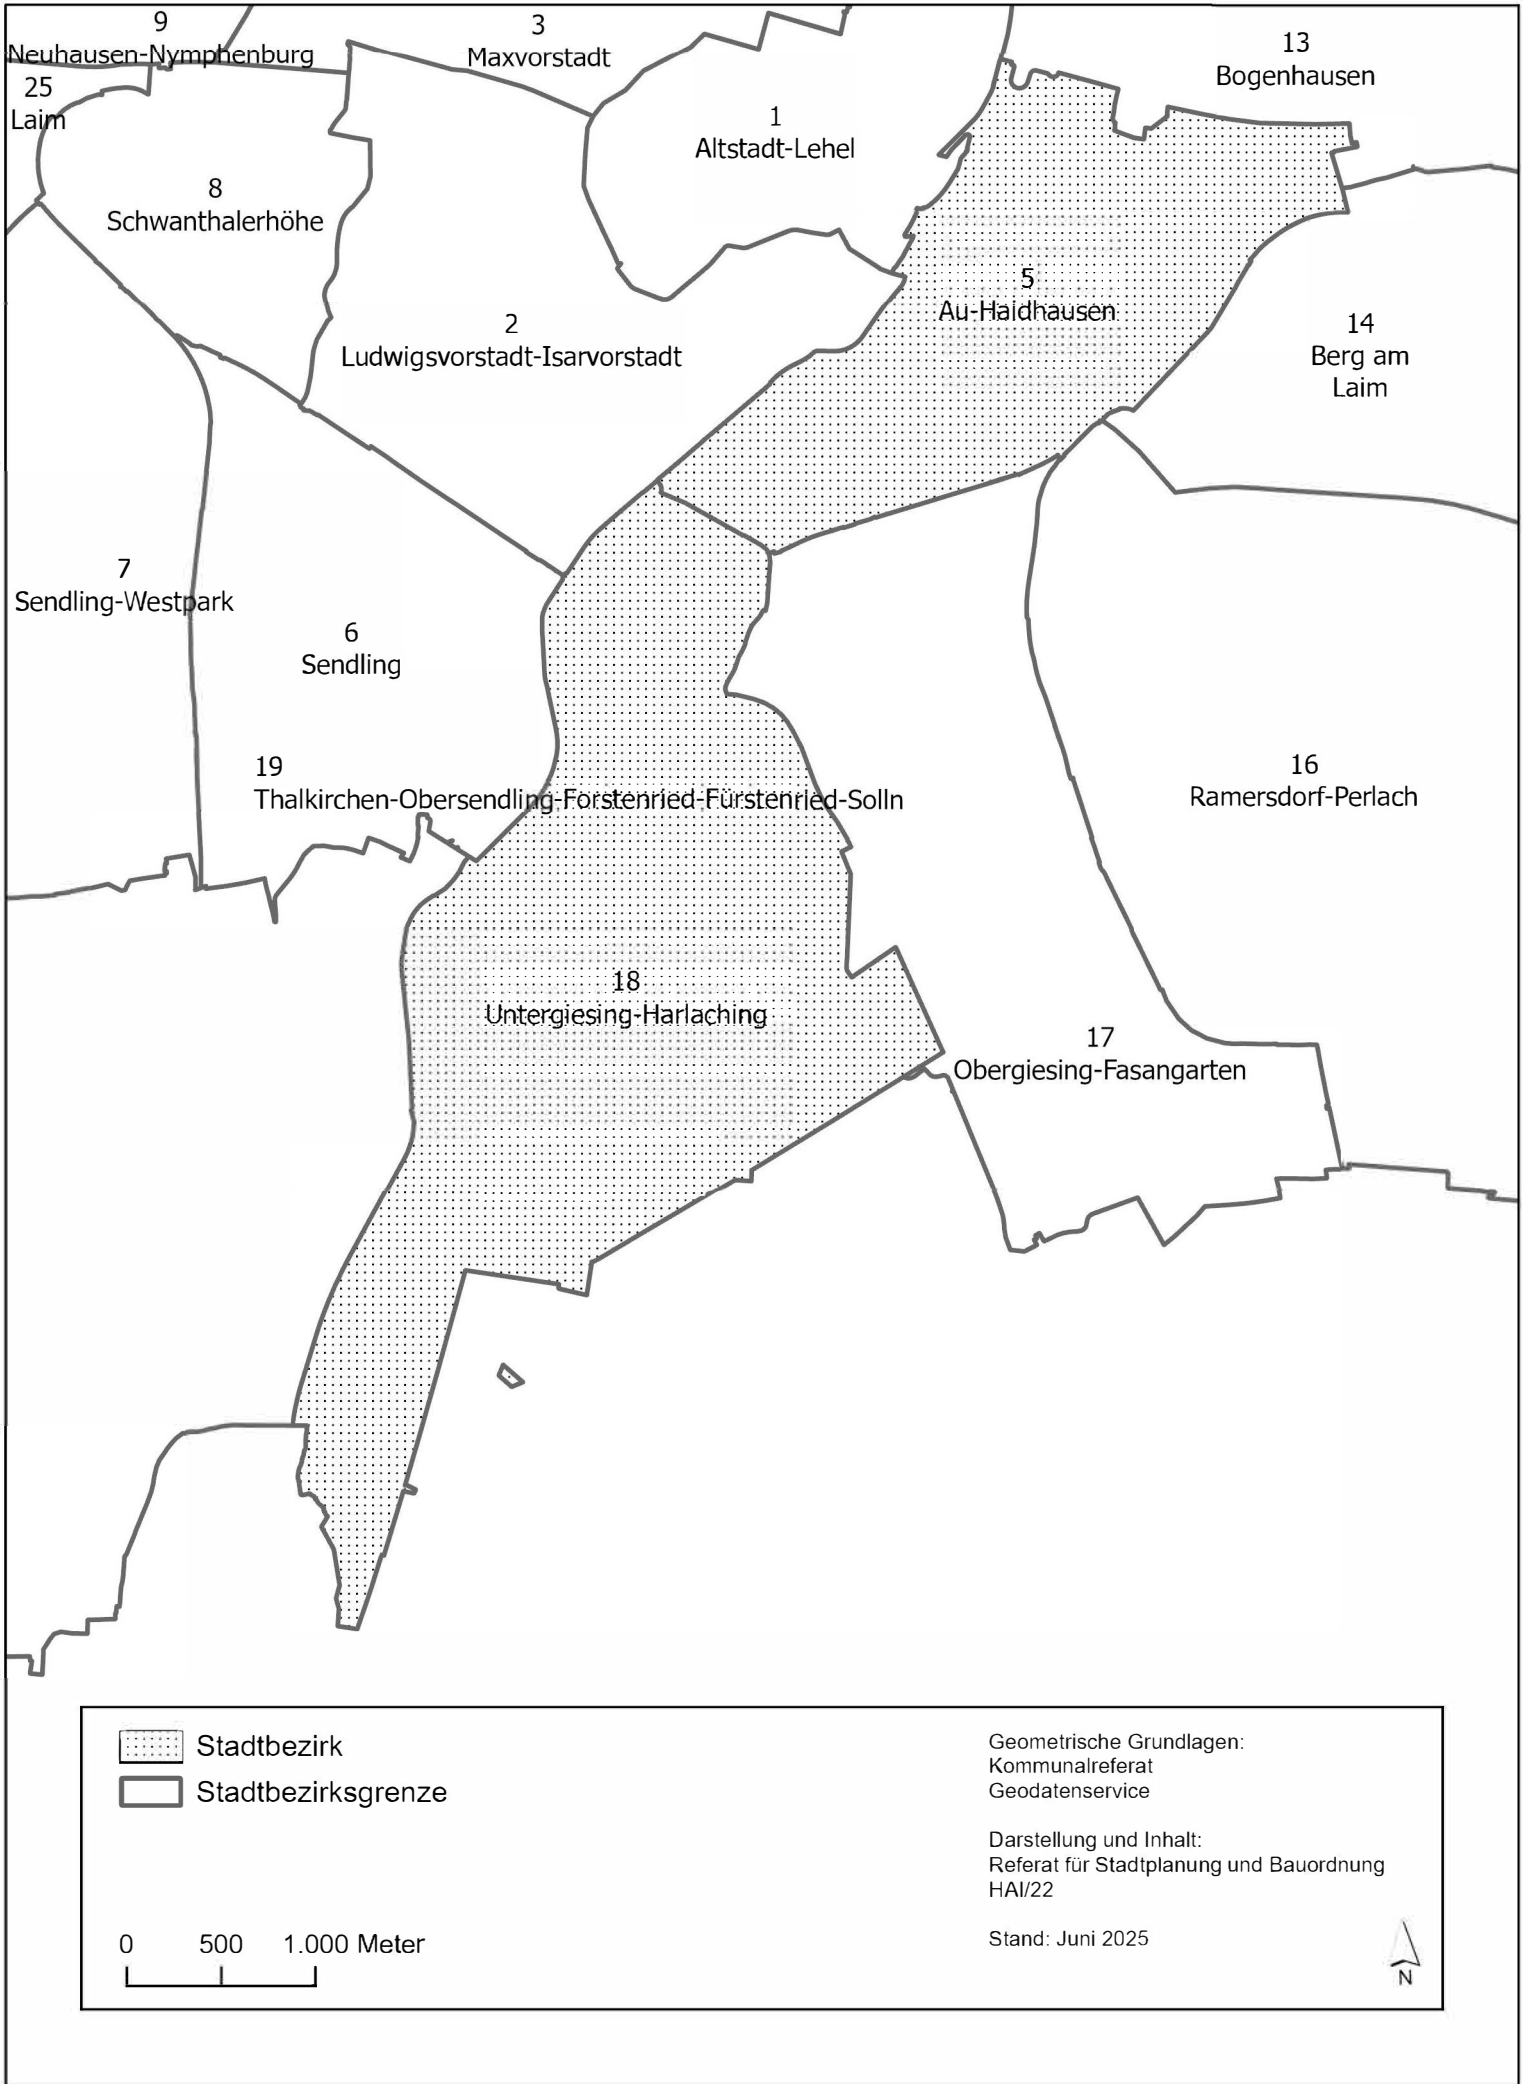 9
Neuhausen-Nymphenburg
3
Maxvorstadt
13
Bogenhausen
25
Laim
1
Altstadt-Lehel
8
Schwanthalerhöhe
5
Au-Haidhausen
2
Ludwigsvorstadt-Isarvorstadt
14
Berg am
Laim
7
Sendling-Westpark
6
Sendling
19
Thalkirchen-Obersendling-Forstenried-Fürstenried-Solln
16
Ramersdorf-Perlach
18
Untergiesing-Harlaching
17
Obergiesing-Fasangarten
Stadtbezirk
Stadtbezirksgrenze
0 500 1.000 Meter
Geometrische Grundlagen:
Kommunalreferat
Geodatenservice
Darstellung und Inhalt:
Referat für Stadtplanung und Bauordnung
HAI/22
Stand: Juni 2025
N